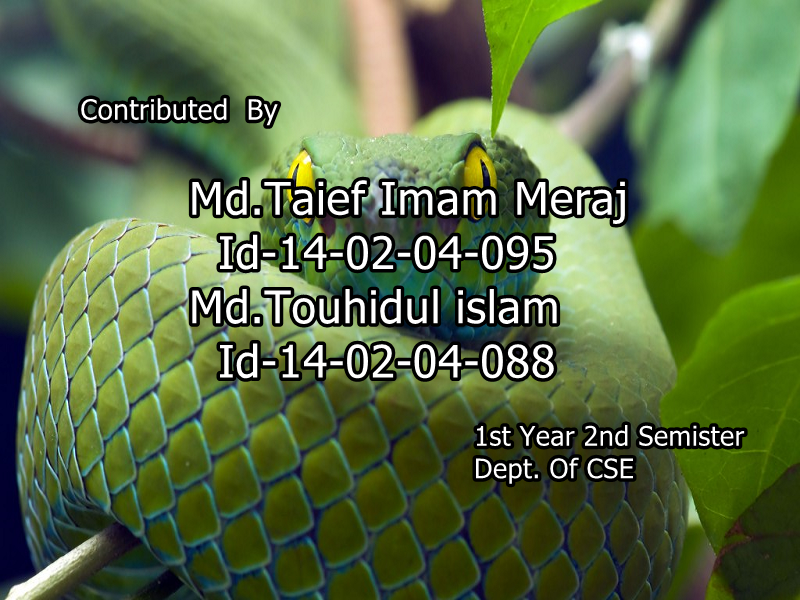 Contributed By
Md.Taief Imam Meraj
Id-14-02-04-095
Md.Touhidul islam
Id-14-02-04-088
1st Year 2nd Semister
Dept. Of CSE